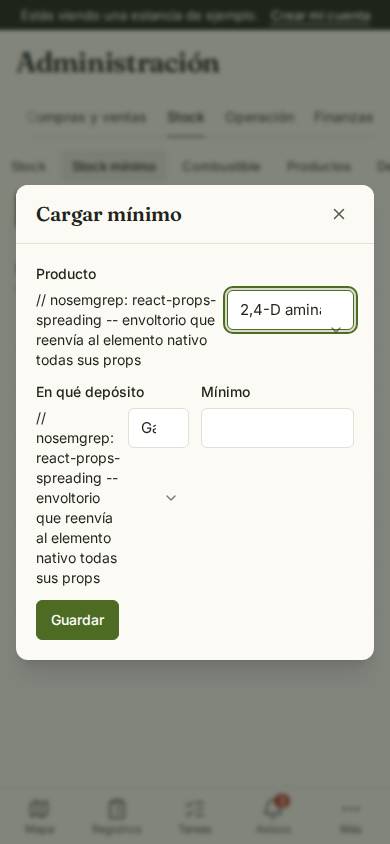 Estás viendo una estancia de ejemplo. Crear mi cuenta
Administración
Compras y ventas Stock Operación Finanzas
Stock Stock mínimo Combustible Productos De
Cargar mínimo
Producto
// nosemgrep: react-props-
spreading -- envoltorio que
reenvía al elemento nativo
todas sus props
2,4-D amina
En qué depósito
Mínimo
//
nosemgrep:
react-props-
spreading --
envoltorio
que reenvía
al elemento
nativo todas
sus props
Ga
Guardar
Mapa Registros Tareas Avisos Más